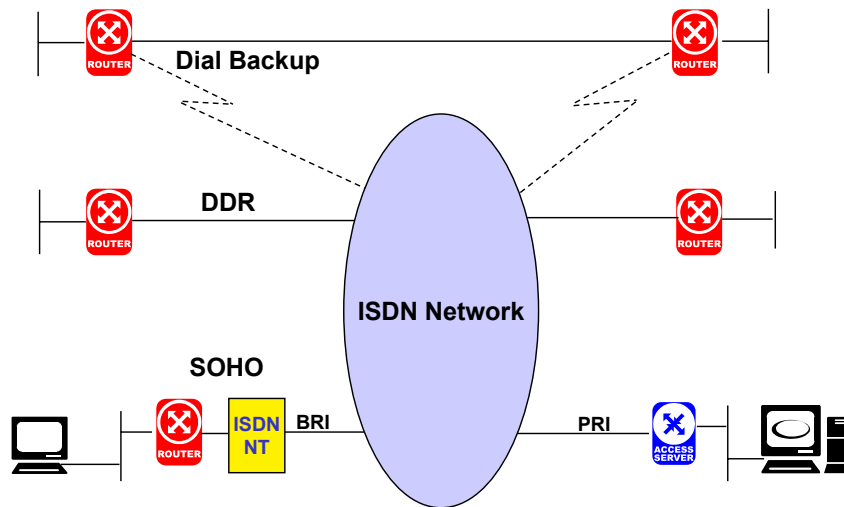 ROUTER
ROUTER
Dial Backup
DDR
ROUTER
ROUTER
ISDN Network
SOHO
ROUTER
ISDN
NT
BRI
PRI
ACCESS
SERVER